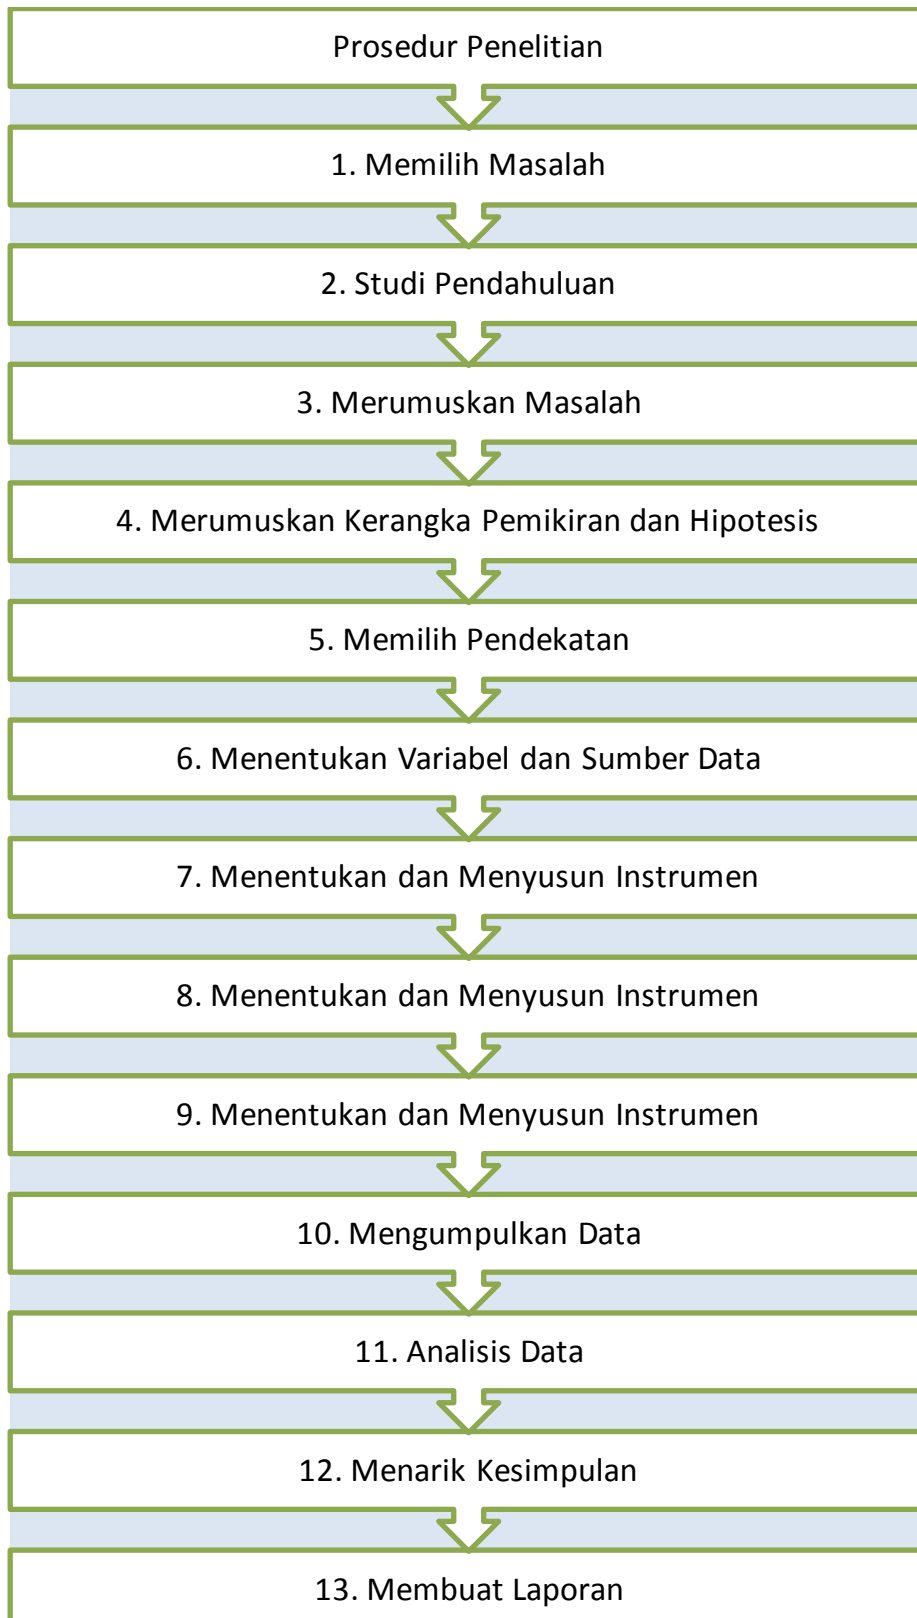 Prosedur Penelitian
1. Memilih Masalah
2. Studi Pendahuluan
3. Merumuskan Masalah
4. Merumuskan Kerangka Pemikiran dan Hipotesis
5. Memilih Pendekatan
6. Menentukan Variabel dan Sumber Data
7. Menentukan dan Menyusun Instrumen
8. Menentukan dan Menyusun Instrumen
9. Menentukan dan Menyusun Instrumen
10. Mengumpulkan Data
11. Analisis Data
12. Menarik Kesimpulan
13. Membuat Laporan